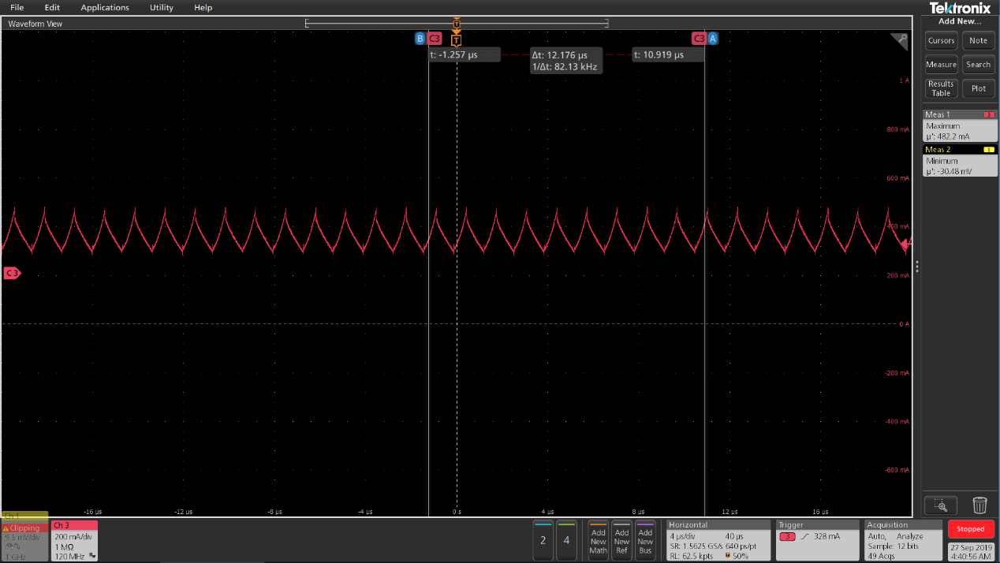 File Edit Applications Utility Help
Tektronix
Waveform View
Add New...
B C3 T C3 A
T
t: -1.257 µs
Δt: 12.176 µs
1/Δt: 82.13 kHz
t: 10.919 µs
Cursors Note
Measure Search
Results
Table
Plot
1 A
800 mA
600 mA
400 mA
200 mA
0 A
-200 mA
-400 mA
-600 mA
C 3
Meas 1 3
Maximum
µ': 482.2 mA
Meas 2 1
Minimum
µ': -30.48 mV
-16 µs -12 µs -8 µs -4 µs 0 s 4 µs 8 µs 12 µs 16 µs
Ch 1
Clipping
9.5 mV/div
1 GHz
Ch 3
200 mA/div
1 MΩ
120 MHz
2
4
Add
New
Math
Add
New
Ref
Add
New
Bus
Horizontal
4 µs/div 40 µs
SR: 1.5625 GS/s 640 ps/pt
RL: 62.5 kpts 50%
Trigger
3 328 mA
Acquisition
Auto, Analyze
Sample: 12 bits
49 Acqs
Stopped
27 Sep 2019
4:40:56 AM